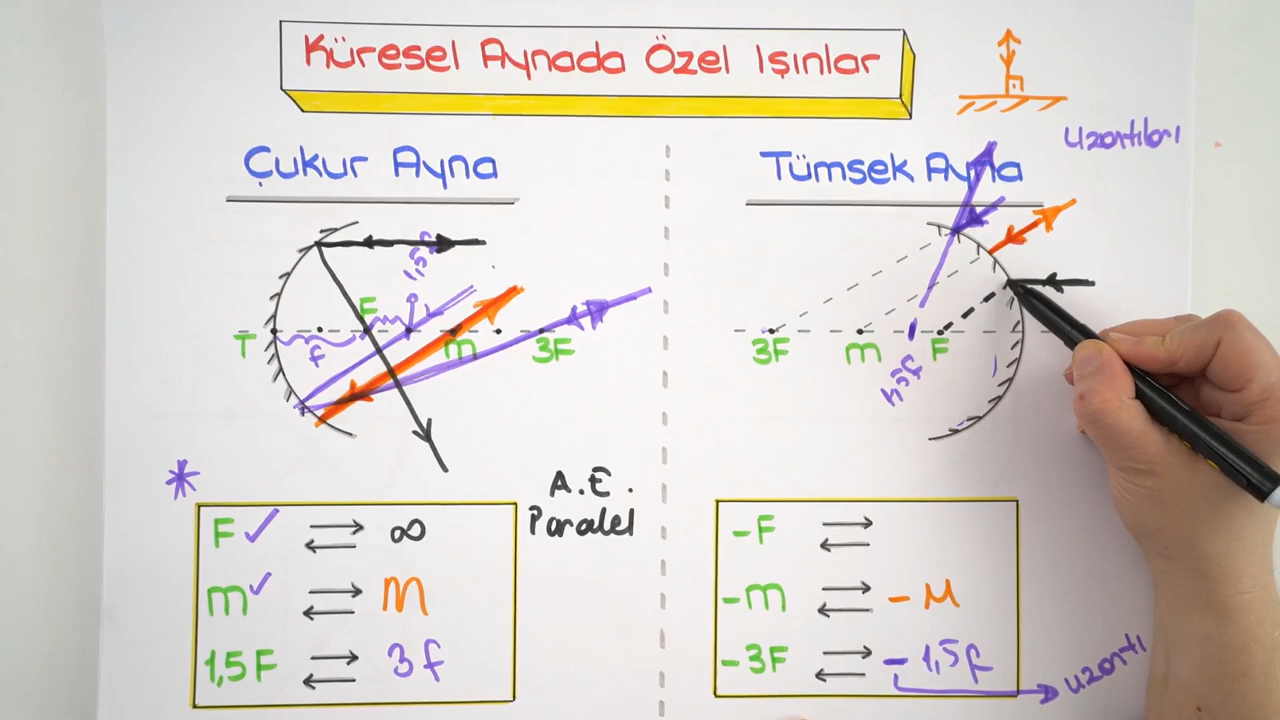 Küresel Aynada Özel Işınlar
uzantıları
Çukur Ayna
Tümsek Ayna
1,5f
F
T
f
m
3F
3F
m
F
1,5f
A.E.
Paralel
F ✓ ⇄ ∞
m ✓ ⇄ M
1,5F ⇄ 3f
-F ⇄
-m ⇄ -M
-3F ⇄ -1,5f
uzantı